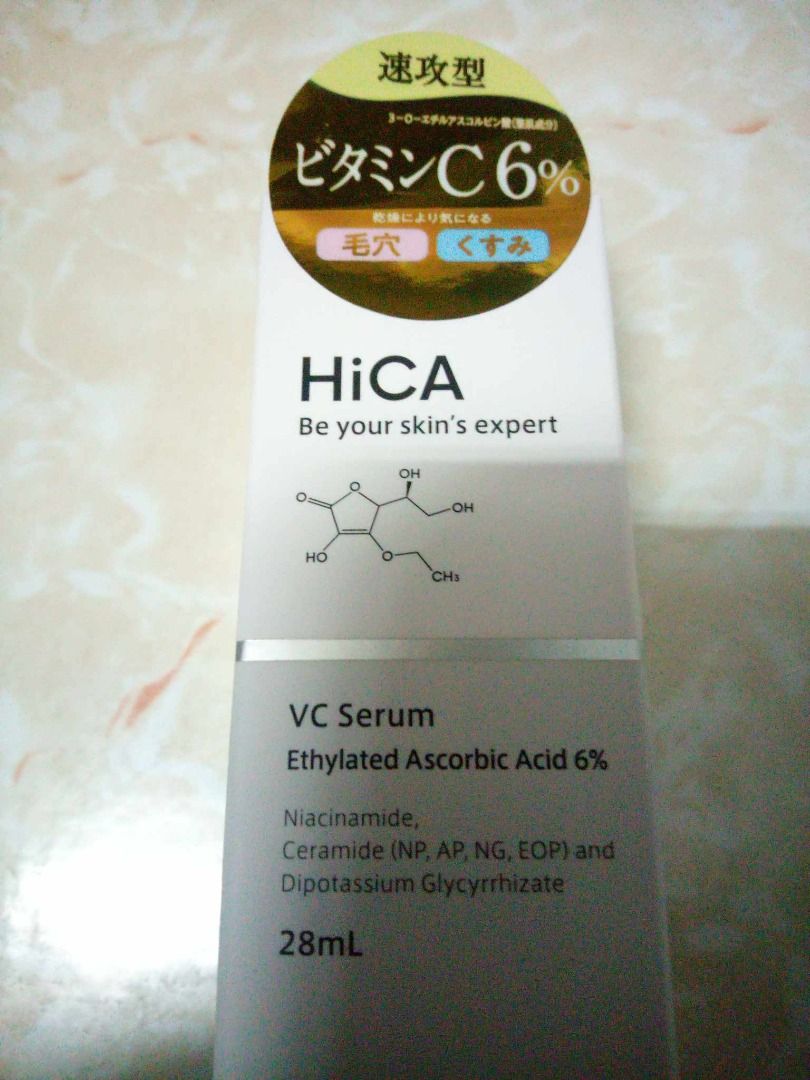 速攻型
3-O-エチルアスコルビン酸(整肌成分)
ビタミンC6%
乾燥により気になる
毛穴 くすみ
HiCA
Be your skin's expert
OH
O O
OH
HO O
CH3
VC Serum
Ethylated Ascorbic Acid 6%
Niacinamide,
Ceramide (NP, AP, NG, EOP) and
Dipotassium Glycyrrhizate
28mL